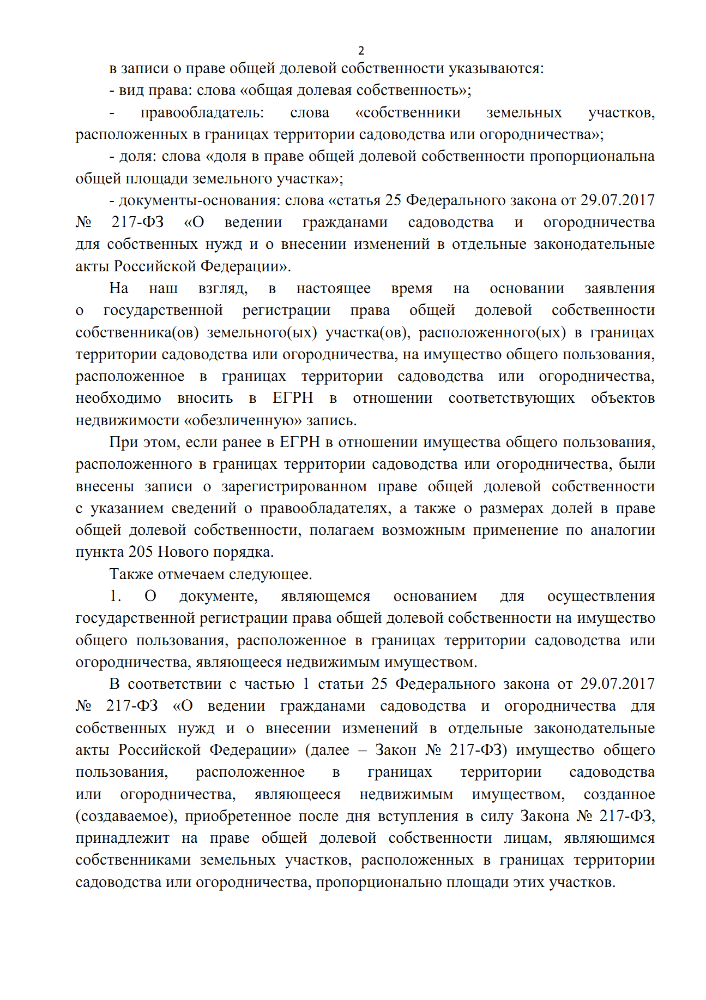 2
в записи о праве общей долевой собственности указываются:
- вид права: слова «общая долевая собственность»;
- правообладатель: слова «собственники земельных участков,
расположенных в границах территории садоводства или огородничества»;
- доля: слова «доля в праве общей долевой собственности пропорциональна
общей площади земельного участка»;
- документы-основания: слова «статья 25 Федерального закона от 29.07.2017
№ 217-ФЗ «О ведении гражданами садоводства и огородничества
для собственных нужд и о внесении изменений в отдельные законодательные
акты Российской Федерации».
На наш взгляд, в настоящее время на основании заявления
о государственной регистрации права общей долевой собственности
собственника(ов) земельного(ых) участка(ов), расположенного(ых) в границах
территории садоводства или огородничества, на имущество общего пользования,
расположенное в границах территории садоводства или огородничества,
необходимо вносить в ЕГРН в отношении соответствующих объектов
недвижимости «обезличенную» запись.
При этом, если ранее в ЕГРН в отношении имущества общего пользования,
расположенного в границах территории садоводства или огородничества, были
внесены записи о зарегистрированном праве общей долевой собственности
с указанием сведений о правообладателях, а также о размерах долей в праве
общей долевой собственности, полагаем возможным применение по аналогии
пункта 205 Нового порядка.
Также отмечаем следующее.
1. О документе, являющемся основанием для осуществления
государственной регистрации права общей долевой собственности на имущество
общего пользования, расположенное в границах территории садоводства или
огородничества, являющееся недвижимым имуществом.
В соответствии с частью 1 статьи 25 Федерального закона от 29.07.2017
№ 217-ФЗ «О ведении гражданами садоводства и огородничества для
собственных нужд и о внесении изменений в отдельные законодательные
акты Российской Федерации» (далее – Закон № 217-ФЗ) имущество общего
пользования, расположенное в границах территории садоводства
или огородничества, являющееся недвижимым имуществом, созданное
(создаваемое), приобретенное после дня вступления в силу Закона № 217-ФЗ,
принадлежит на праве общей долевой собственности лицам, являющимся
собственниками земельных участков, расположенных в границах территории
садоводства или огородничества, пропорционально площади этих участков.